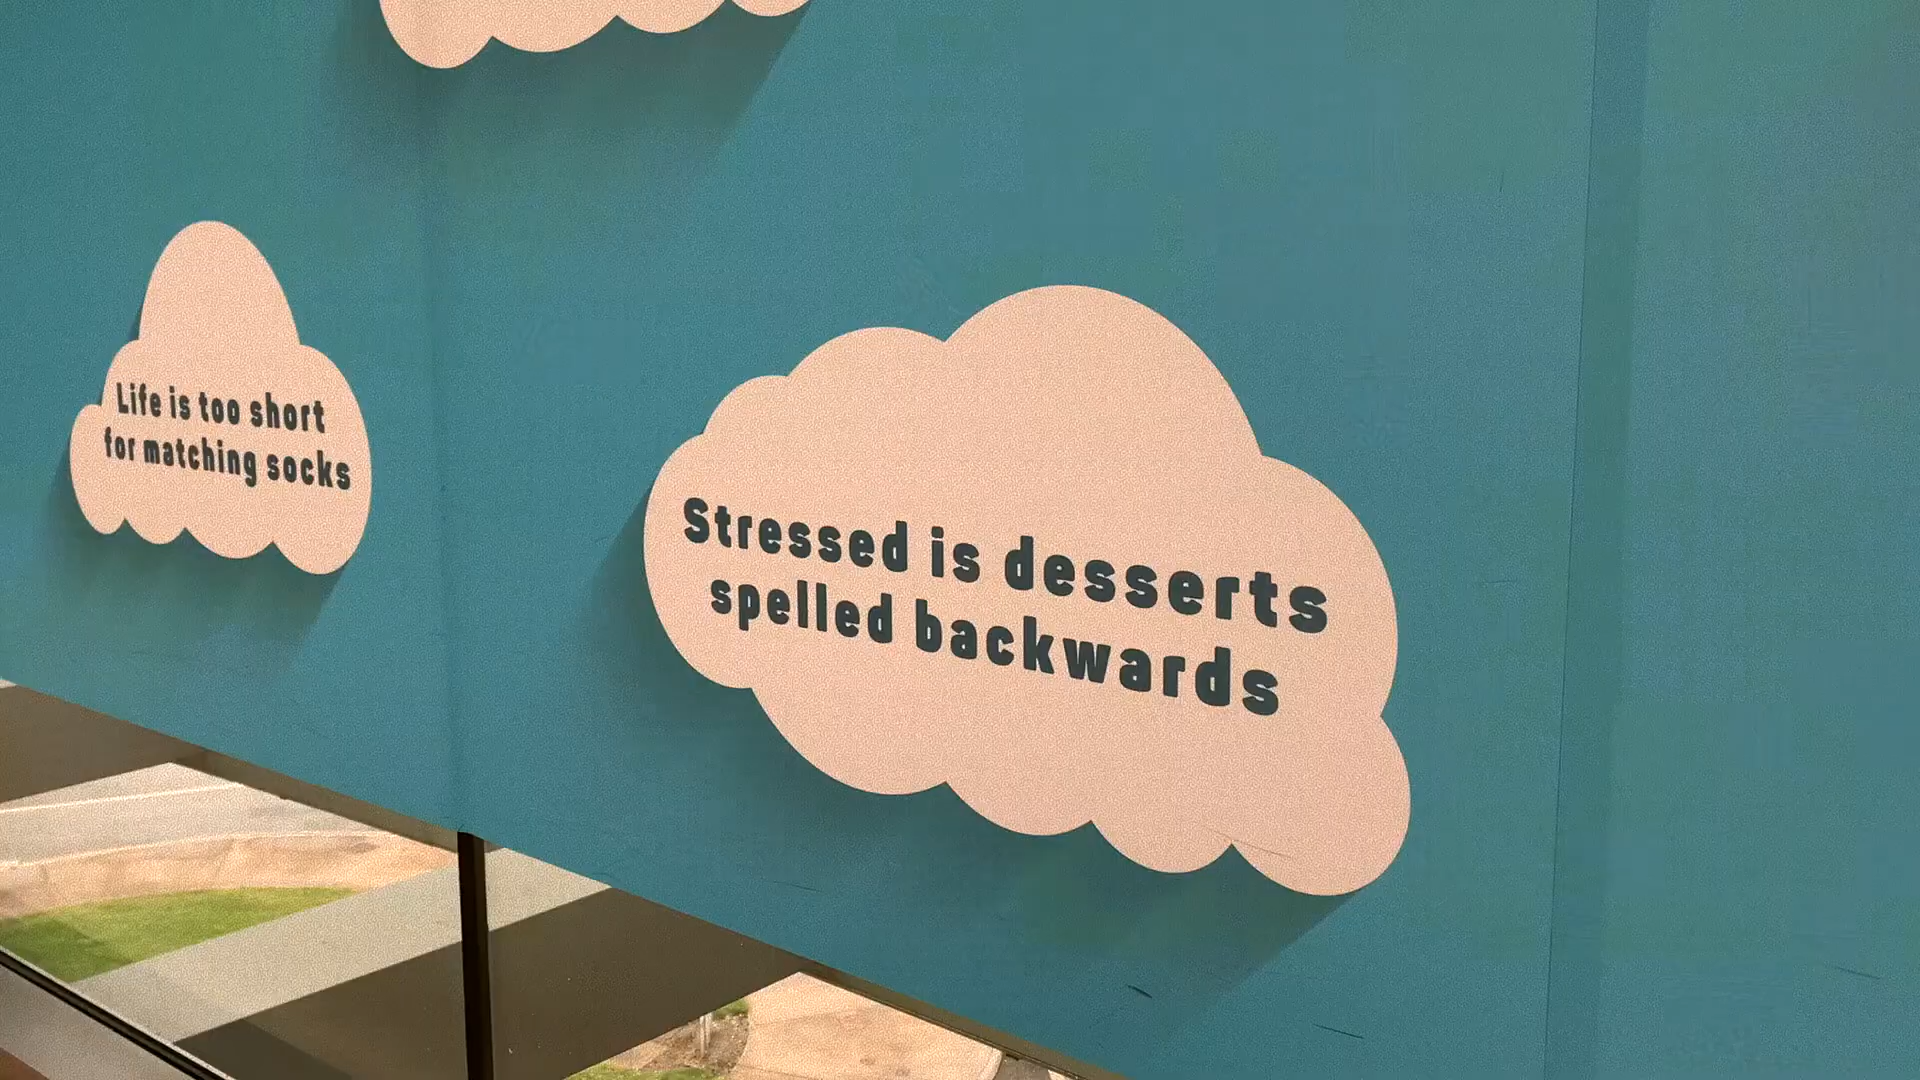 Life is too short
for matching socks
Stressed is desserts
spelled backwards